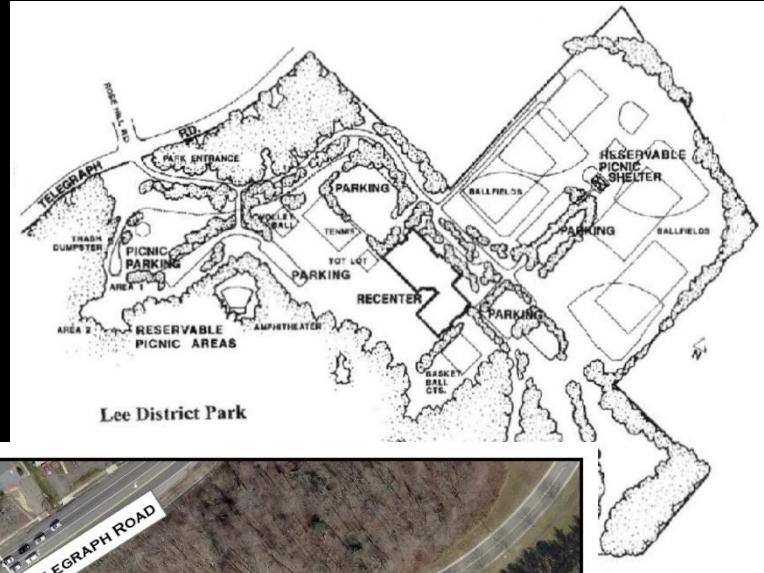 ROSE HILL RD
TELEGRAPH RD.
PARK ENTRANCE
PARKING
RESERVABLE
PICNIC
SHELTER
BALLFIELDS
VOLLEY
BALL
TENNIS
PARKING
BALLFIELDS
TRASH
DUMPSTER
PICNIC
PARKING
TOT LOT
PARKING
AREA 1
RECENTER
PARKING
AREA 2
RESERVABLE
PICNIC AREAS
AMPHITHEATER
BASKET
BALL
CTS.
N
Lee District Park
LEGRAPH ROAD